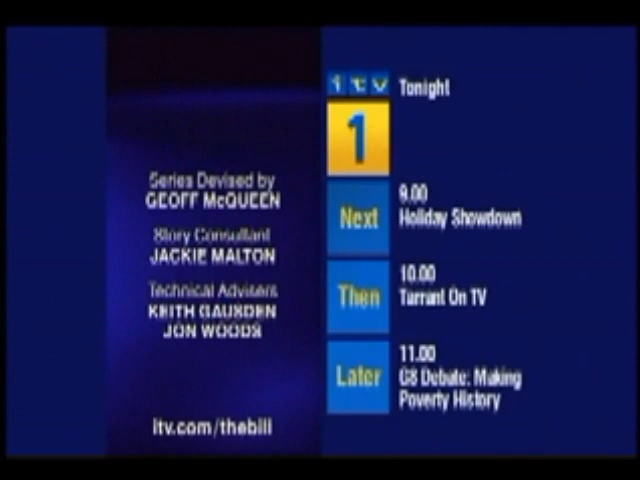 Series Devised by
GEOFF McQUEEN
Story Consultant
JACKIE MALTON
Technical Advisers
KEITH GAUSDEN
JON WOODS
itv.com/thebill
itv
1
Tonight
Next
9.00
Holiday Showdown
Then
10.00
Tarrant On TV
Later
11.00
G8 Debate: Making
Poverty History